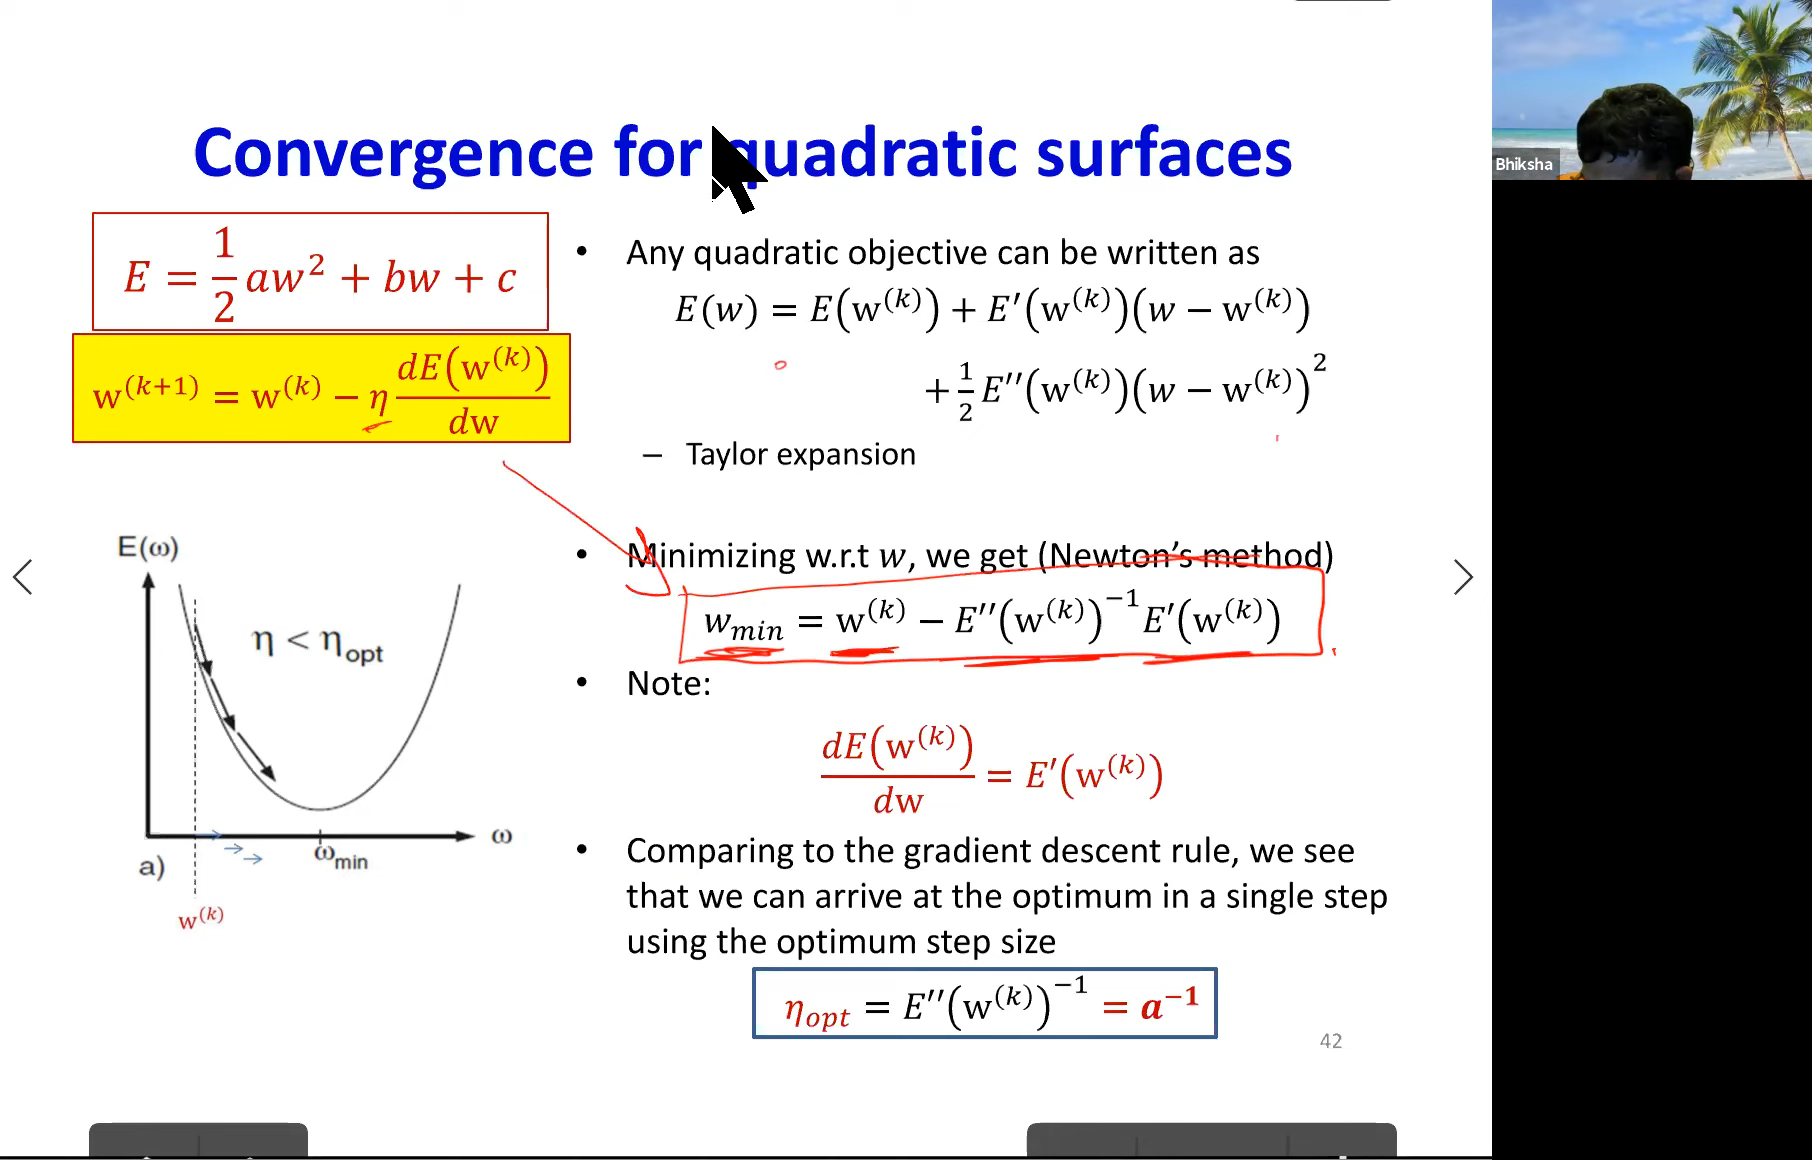 Convergence for quadratic surfaces
Bhiksha
E = 1/2 aw² + bw + c
w^(k+1) = w^(k) − η dE(w^(k))/dw
• Any quadratic objective can be written as
E(w) = E(w^(k)) + E′(w^(k))(w − w^(k))
+ 1/2 E′′(w^(k))(w − w^(k))²
– Taylor expansion
• Minimizing w.r.t w, we get (Newton’s method)
w_min = w^(k) − E′′(w^(k))^−1 E′(w^(k))
• Note:
dE(w^(k))/dw = E′(w^(k))
• Comparing to the gradient descent rule, we see
that we can arrive at the optimum in a single step
using the optimum step size
η_opt = E′′(w^(k))^−1 = a^−1
E(ω)
η < η_opt
ω
ω_min
a)
w^(k)
42